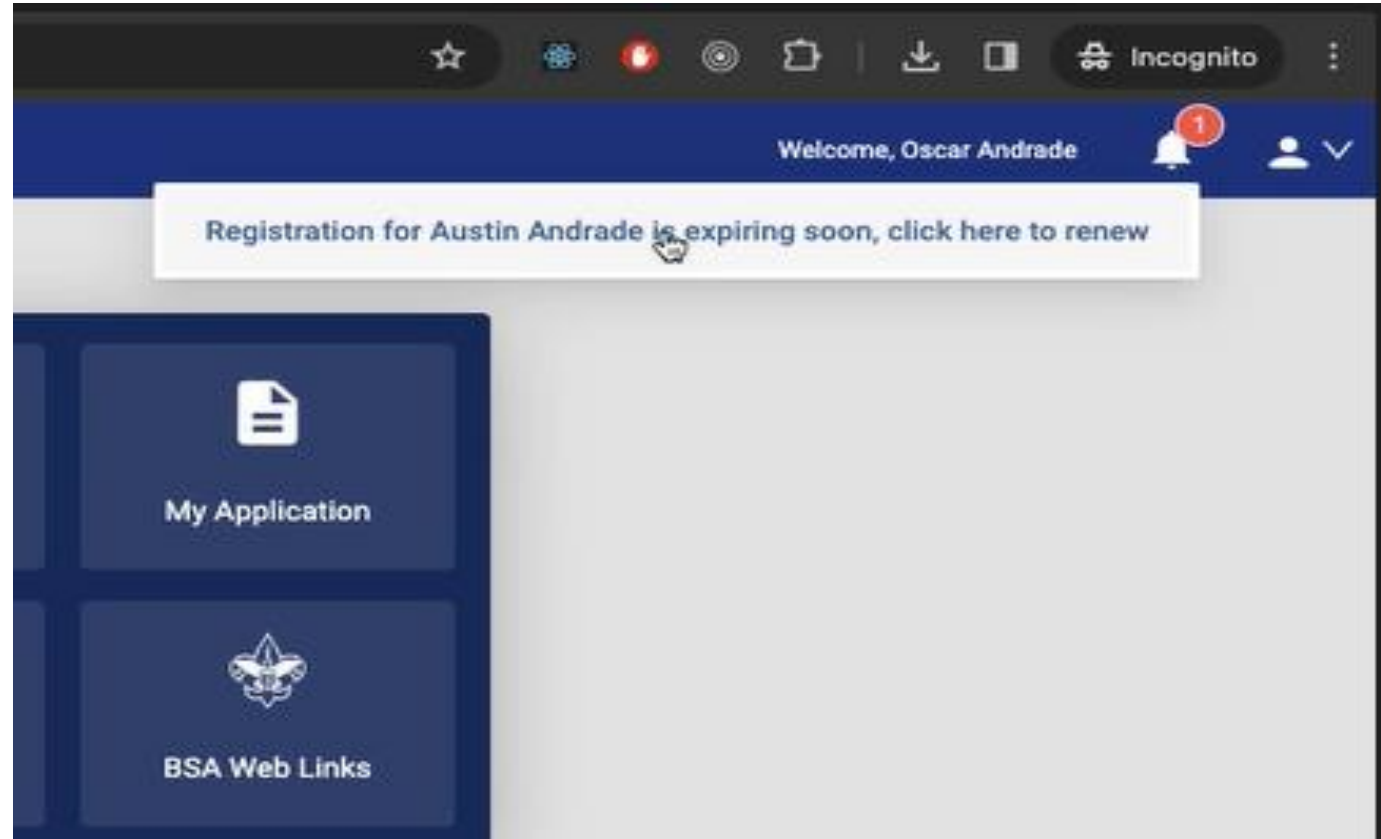 Incognito
Welcome, Oscar Andrade
1
Registration for Austin Andrade is expiring soon, click here to renew
My Application
BSA Web Links